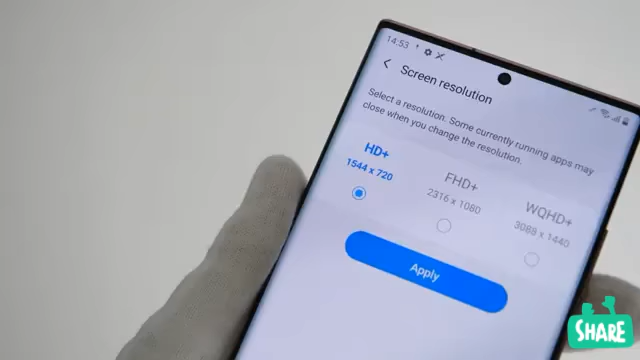 14:53
Screen resolution
Select a resolution. Some currently running apps may
close when you change the resolution.
HD+
1544 x 720
FHD+
2316 x 1080
WQHD+
3088 x 1440
Apply
SHARE